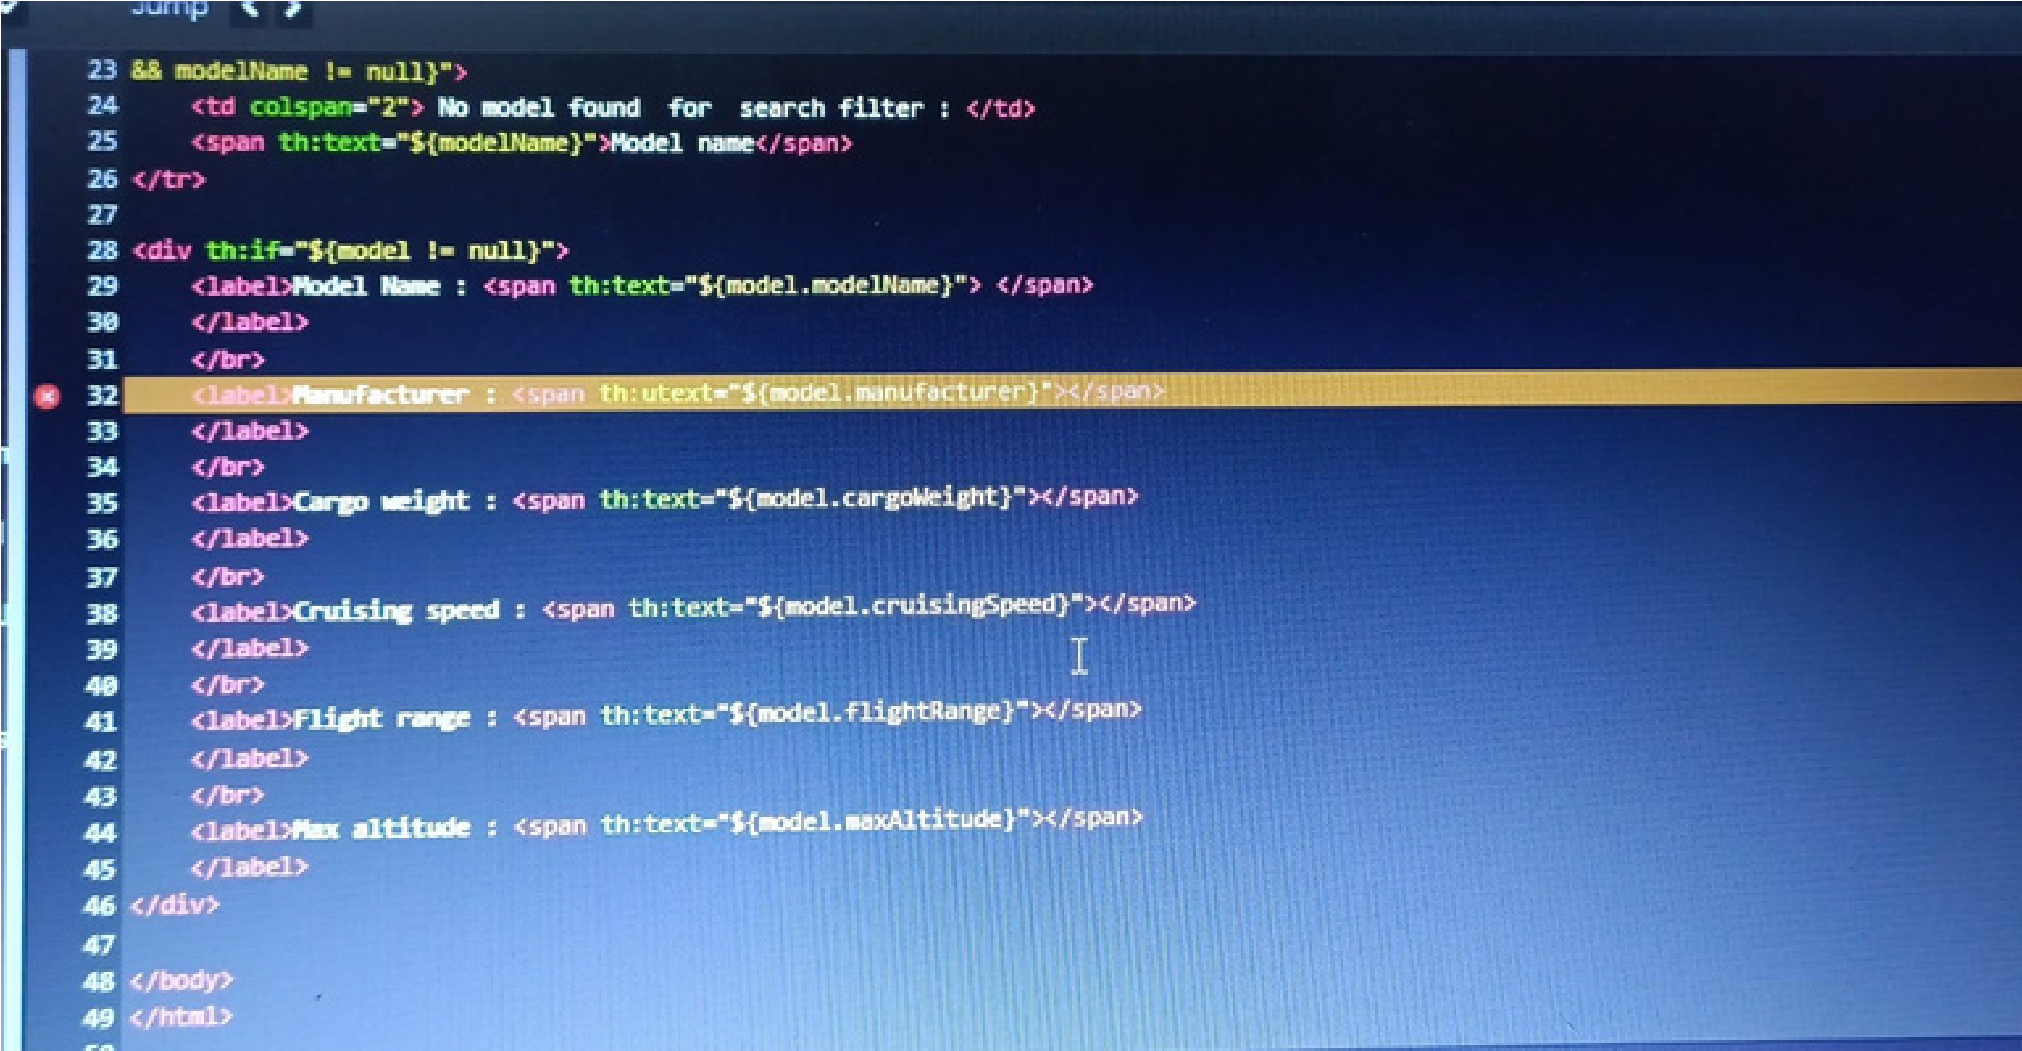 Jump < >
23 && modelName != null}">
24 <td colspan="2"> No model found  for  search filter : </td>
25 <span th:text="${modelName}">Model name</span>
26 </tr>
27
28 <div th:if="${model != null}">
29 <label>Model Name : <span th:text="${model.modelName}"> </span>
30 </label>
31 </br>
32 <label>Manufacturer : <span th:utext="${model.manufacturer}"></span>
33 </label>
34 </br>
35 <label>Cargo weight : <span th:text="${model.cargoWeight}"></span>
36 </label>
37 </br>
38 <label>Cruising speed : <span th:text="${model.cruisingSpeed}"></span>
39 </label>
40 </br>
41 <label>Flight range : <span th:text="${model.flightRange}"></span>
42 </label>
43 </br>
44 <label>Max altitude : <span th:text="${model.maxAltitude}"></span>
45 </label>
46 </div>
47
48 </body>
49 </html>